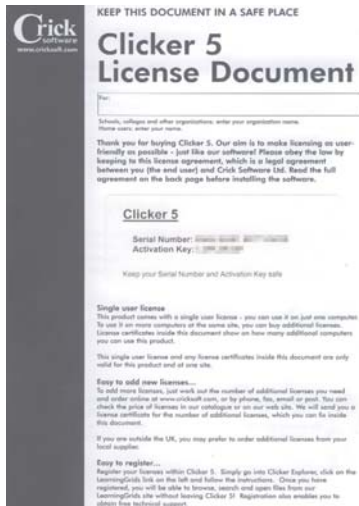 KEEP THIS DOCUMENT IN A SAFE PLACE
Crick
software
www.cricksoft.com
Clicker 5
License Document
For:
Schools, colleges and other organizations: enter your organization name.
Home users: enter your name.
Thank you for buying Clicker 5. Our aim is to make licensing as user-
friendly as possible - just like our software! Please obey the law by
keeping to this license agreement, which is a legal agreement
between you (the end user) and Crick Software Ltd. Read the full
agreement on the back page before installing the software.
Clicker 5
Serial Number:
Activation Key:
Keep your Serial Number and Activation Key safe
Single user license
This product comes with a single user license - you can use it on just one computer.
To use it on more computers at the same site, you can buy additional licenses.
License certificates inside this document show on how many additional computers
you can use this product.
This single user license and any license certificates inside this document are only
valid for this product and at one site.
Easy to add new licenses...
To add more licenses, just work out the number of additional licenses you need
and order online at www.cricksoft.com, or by phone, fax, email or post. You can
check the price of licenses in our catalogue or on our web site. We will send you a
license certificate for the number of additional licenses, which you can fix inside
this document.
If you are outside the UK, you may prefer to order additional licenses from your
local supplier.
Easy to register...
Register your licenses within Clicker 5. Simply go into Clicker Explorer, click on the
LearningGrids link on the left and follow the instructions. Once you have
registered, you will be able to browse, search and open files from our
LearningGrids site without leaving Clicker 5! Registration also enables you to
obtain free technical support.